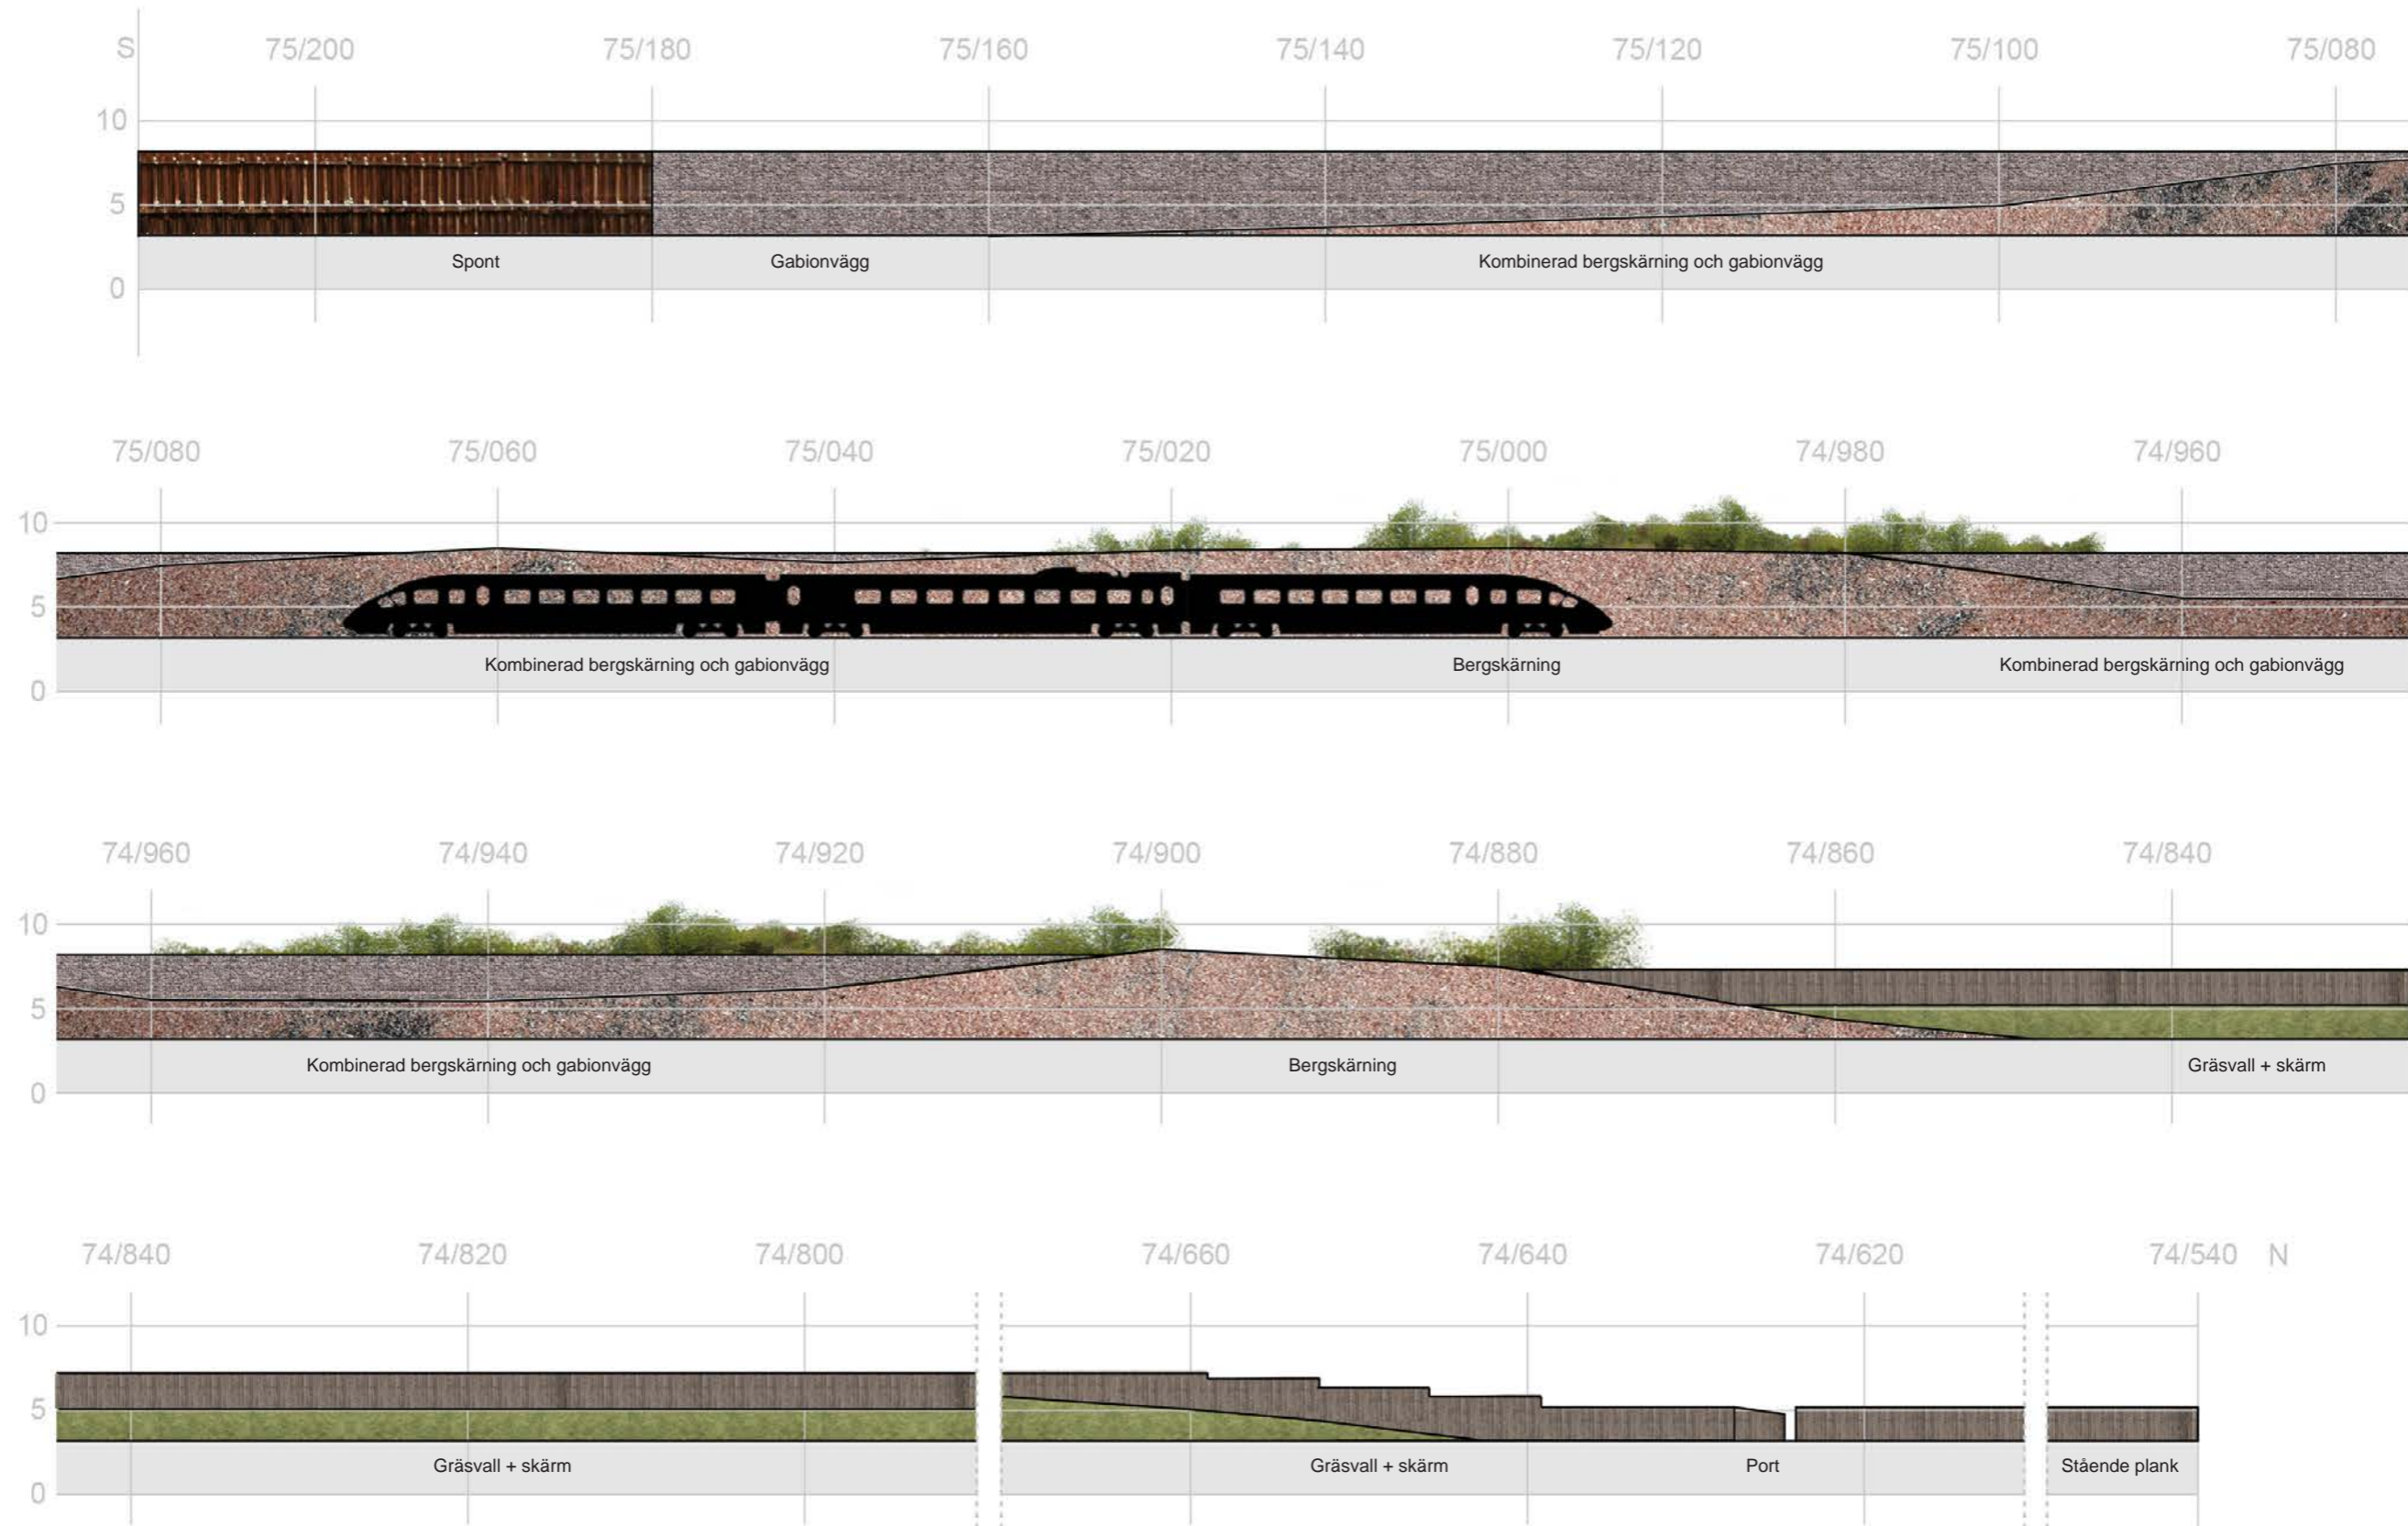 S 75/200 75/180 75/160 75/140 75/120 75/100 75/080
10
5
Spont Gabionvägg Kombinerad bergskärning och gabionvägg
0
75/080 75/060 75/040 75/020 75/000 74/980 74/960
10
5
Kombinerad bergskärning och gabionvägg Bergskärning Kombinerad bergskärning och gabionvägg
0
74/960 74/940 74/920 74/900 74/880 74/860 74/840
10
5
Kombinerad bergskärning och gabionvägg Bergskärning Gräsvall + skärm
0
74/840 74/820 74/800 74/660 74/640 74/620 74/540 N
10
5
Gräsvall + skärm Gräsvall + skärm Port Stående plank
0